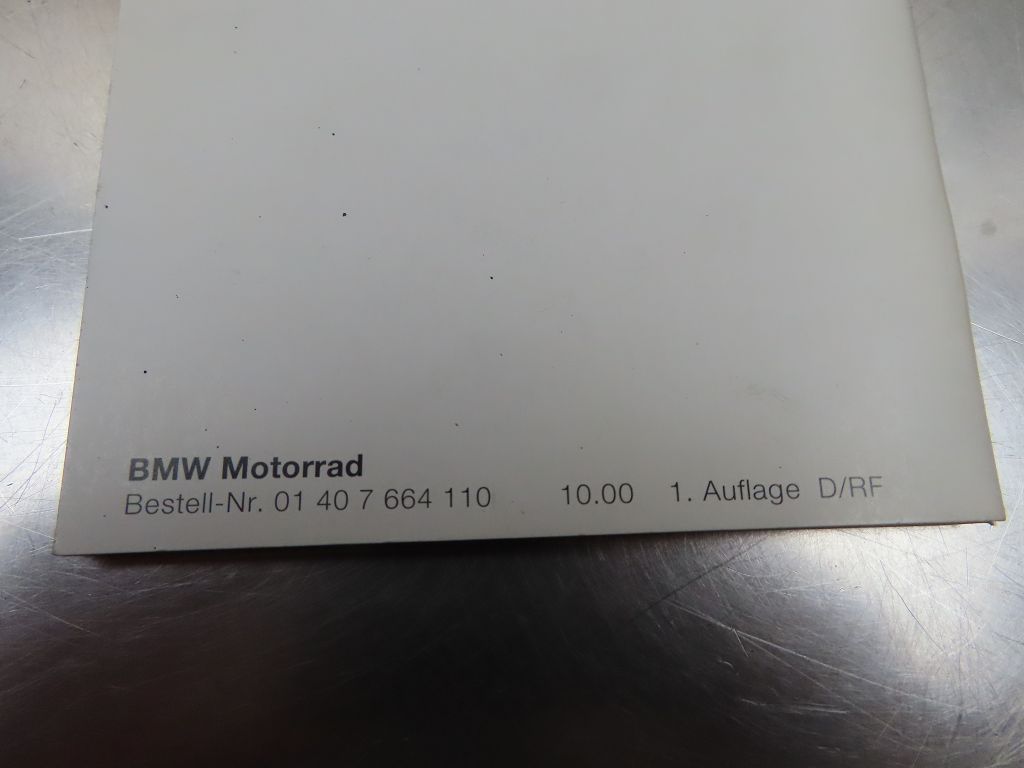 BMW Motorrad
Bestell-Nr. 01 40 7 664 110 10.00 1. Auflage D/RF